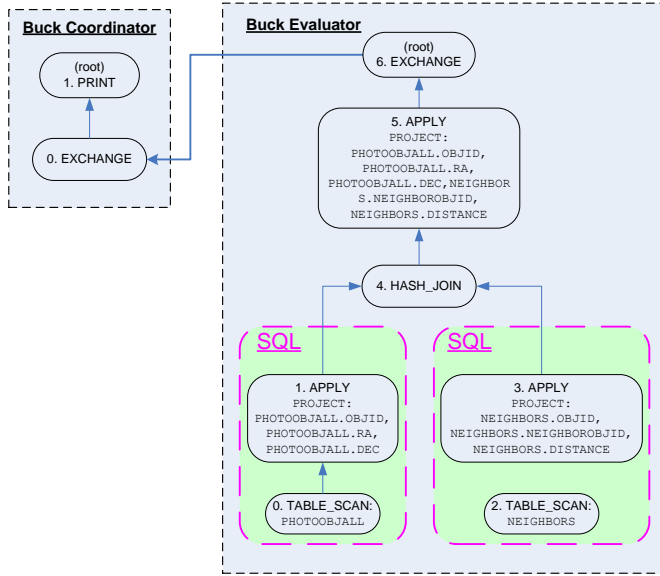 Buck Coordinator
(root)
1. PRINT
0. EXCHANGE
Buck Evaluator
(root)
6. EXCHANGE
5. APPLY
PROJECT:
PHOTOOBJALL.OBJID,
PHOTOOBJALL.RA,
PHOTOOBJALL.DEC,NEIGHBOR
S.NEIGHBOROBJID,
NEIGHBORS.DISTANCE
4. HASH_JOIN
SQL
1. APPLY
PROJECT:
PHOTOOBJALL.OBJID,
PHOTOOBJALL.RA,
PHOTOOBJALL.DEC
0. TABLE_SCAN:
PHOTOOBJALL
SQL
3. APPLY
PROJECT:
NEIGHBORS.OBJID,
NEIGHBORS.NEIGHBOROBJID,
NEIGHBORS.DISTANCE
2. TABLE_SCAN:
NEIGHBORS